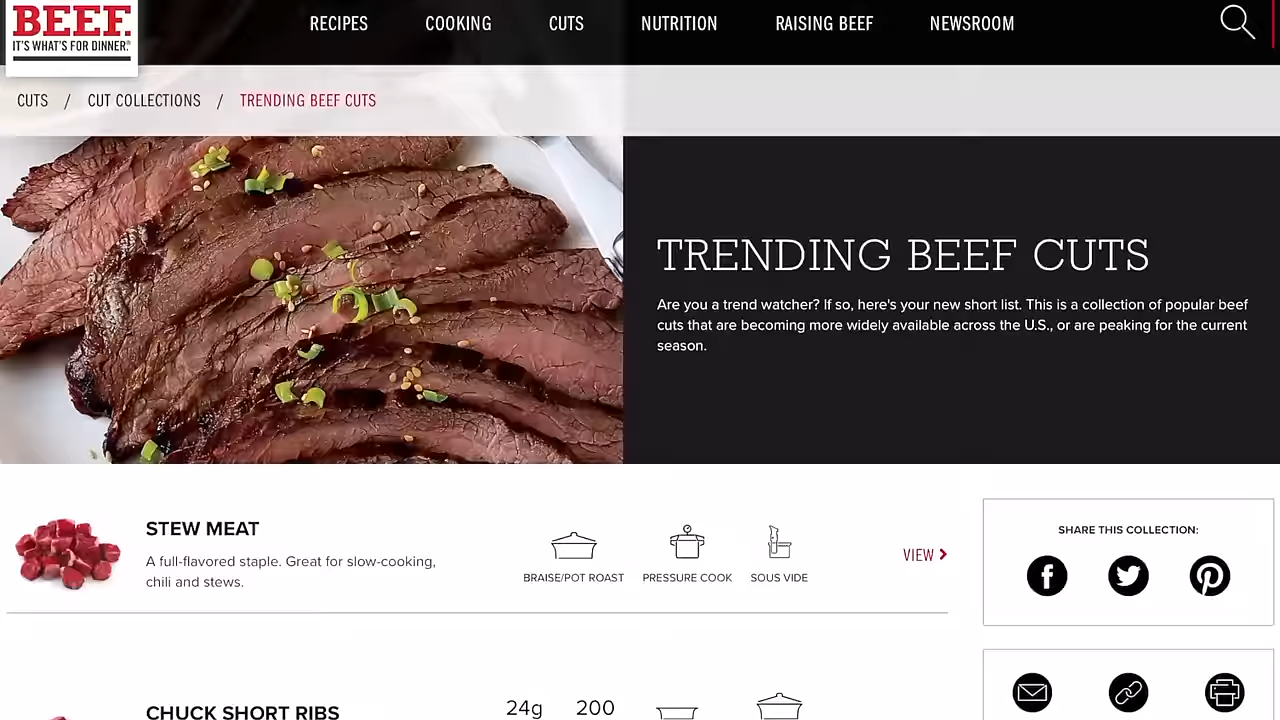 BEEF.
IT'S WHAT'S FOR DINNER.®
RECIPES COOKING CUTS NUTRITION RAISING BEEF NEWSROOM
CUTS / CUT COLLECTIONS / TRENDING BEEF CUTS
TRENDING BEEF CUTS
Are you a trend watcher? If so, here's your new short list. This is a collection of popular beef
cuts that are becoming more widely available across the U.S., or are peaking for the current
season.
STEW MEAT
A full-flavored staple. Great for slow-cooking,
chili and stews.
BRAISE/POT ROAST PRESSURE COOK SOUS VIDE
VIEW
SHARE THIS COLLECTION:
CHUCK SHORT RIBS
24g 200